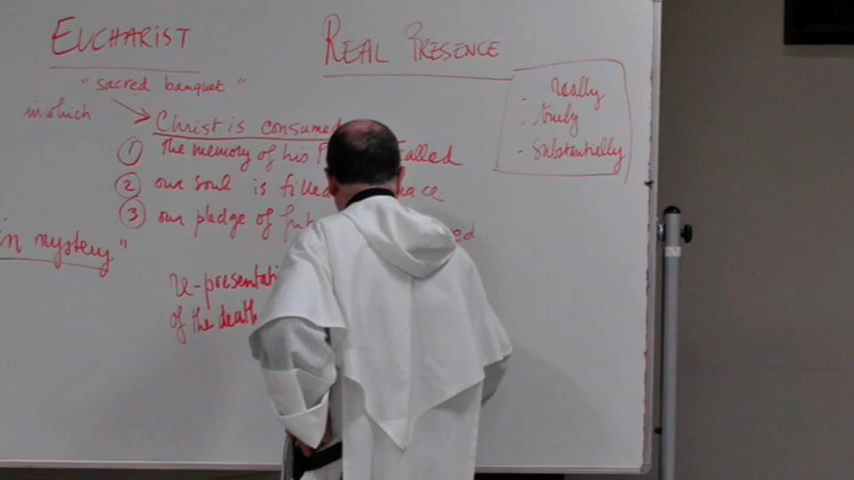 EUCHARIST
REAL PRESENCE
"sacred banquet"
in which
Christ is consumed
① the memory of his
② our soul is filled
③ our pladge of
in mystery"
re-presentati
of the death
- really
- truly
- substantially